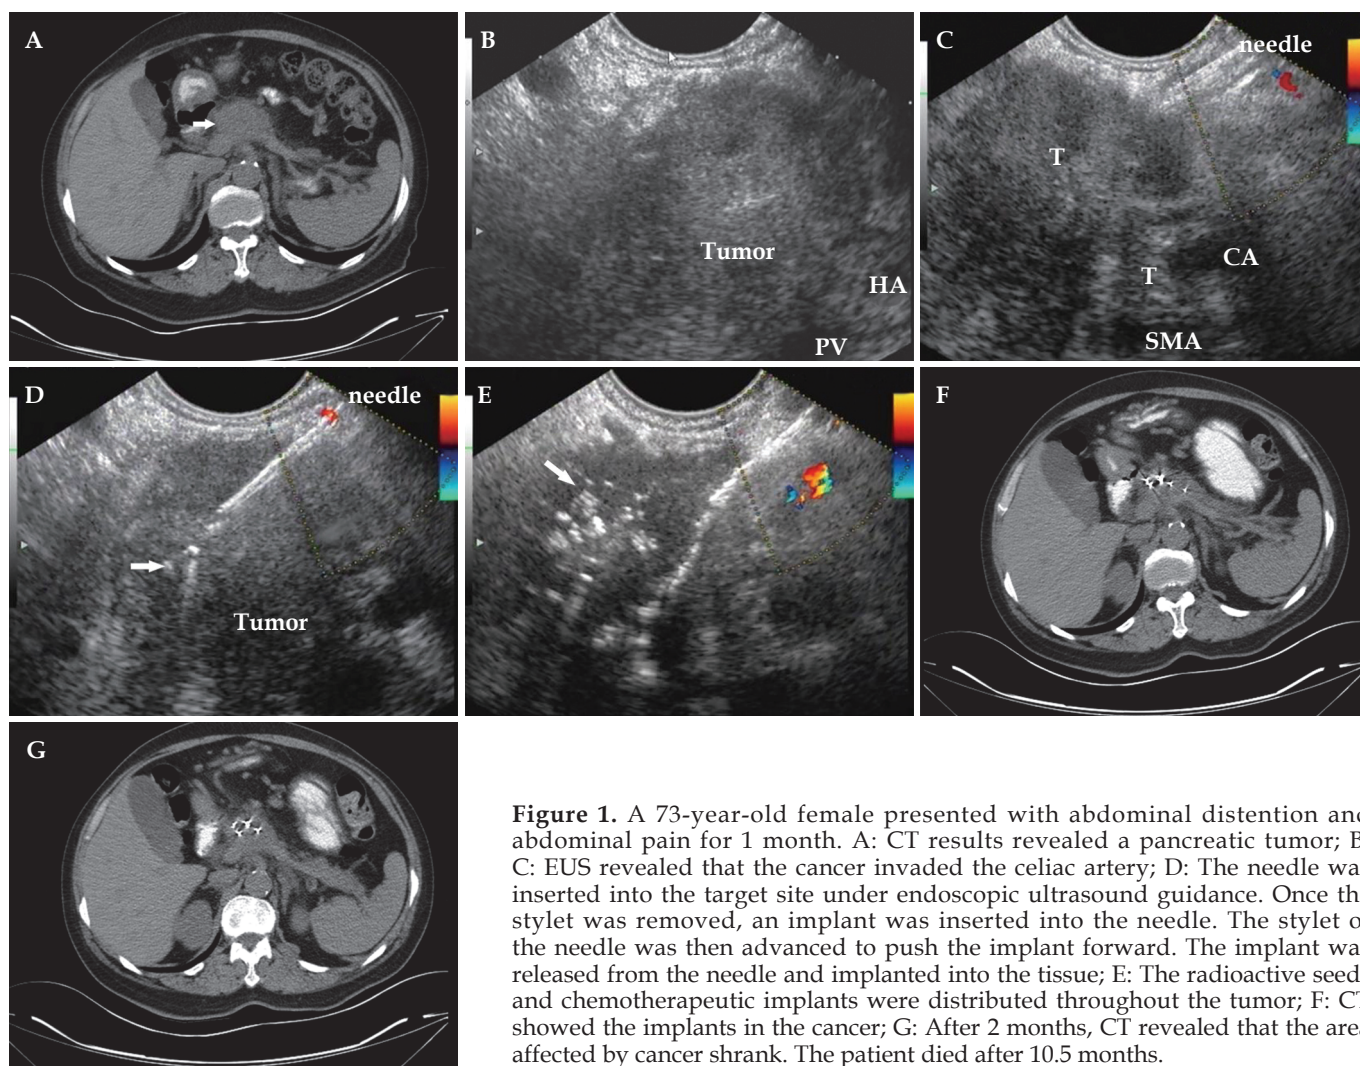 A
B
Tumor
HA
PV
C
needle
T
CA
T
SMA
D
needle
Tumor
E
F
G
Figure 1. A 73-year-old female presented with abdominal distention and
abdominal pain for 1 month. A: CT results revealed a pancreatic tumor; B
C: EUS revealed that the cancer invaded the celiac artery; D: The needle wa
inserted into the target site under endoscopic ultrasound guidance. Once th
stylet was removed, an implant was inserted into the needle. The stylet o
the needle was then advanced to push the implant forward. The implant wa
released from the needle and implanted into the tissue; E: The radioactive seed
and chemotherapeutic implants were distributed throughout the tumor; F: CT
showed the implants in the cancer; G: After 2 months, CT revealed that the area
affected by cancer shrank. The patient died after 10.5 months.